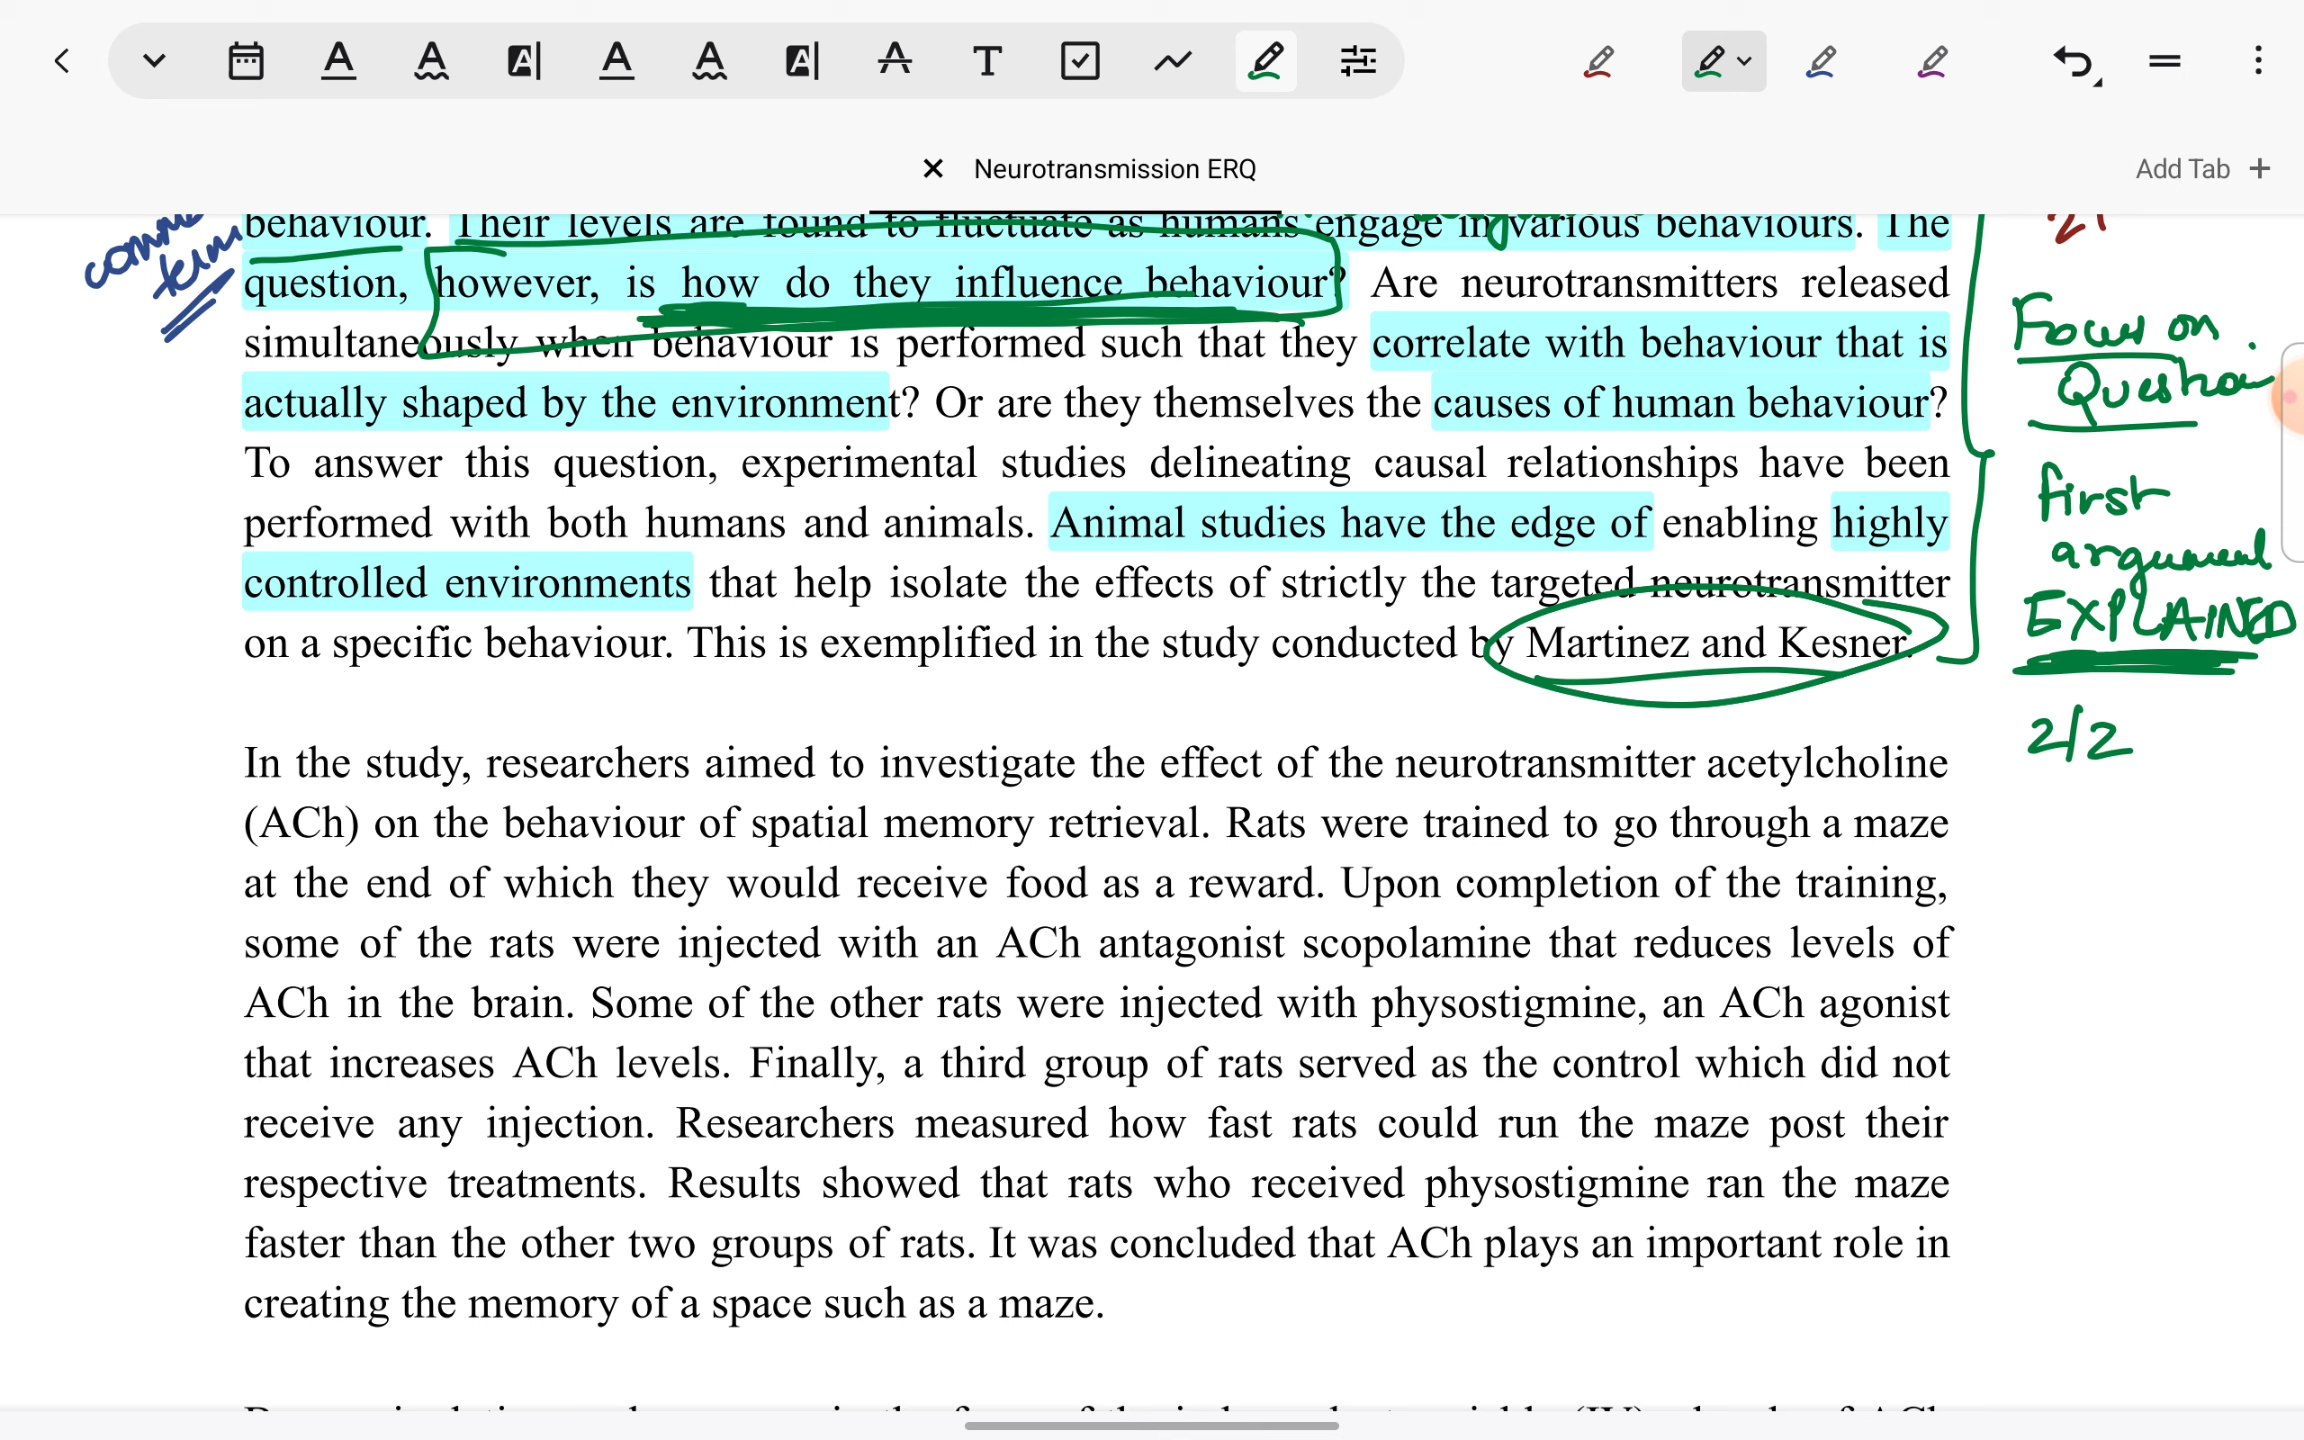 Neurotransmission ERQ
Add Tab
behaviour. Their levels are found to fluctuate as humans engage in various behaviours. The
question, however, is how do they influence behaviour? Are neurotransmitters released
simultaneously when behaviour is performed such that they correlate with behaviour that is
actually shaped by the environment? Or are they themselves the causes of human behaviour?
To answer this question, experimental studies delineating causal relationships have been
performed with both humans and animals. Animal studies have the edge of enabling highly
controlled environments that help isolate the effects of strictly the targeted neurotransmitter
on a specific behaviour. This is exemplified in the study conducted by Martinez and Kesner.
Focus on
Question
first
argument
EXPLAINED
2/2
In the study, researchers aimed to investigate the effect of the neurotransmitter acetylcholine
(ACh) on the behaviour of spatial memory retrieval. Rats were trained to go through a maze
at the end of which they would receive food as a reward. Upon completion of the training,
some of the rats were injected with an ACh antagonist scopolamine that reduces levels of
ACh in the brain. Some of the other rats were injected with physostigmine, an ACh agonist
that increases ACh levels. Finally, a third group of rats served as the control which did not
receive any injection. Researchers measured how fast rats could run the maze post their
respective treatments. Results showed that rats who received physostigmine ran the maze
faster than the other two groups of rats. It was concluded that ACh plays an important role in
creating the memory of a space such as a maze.